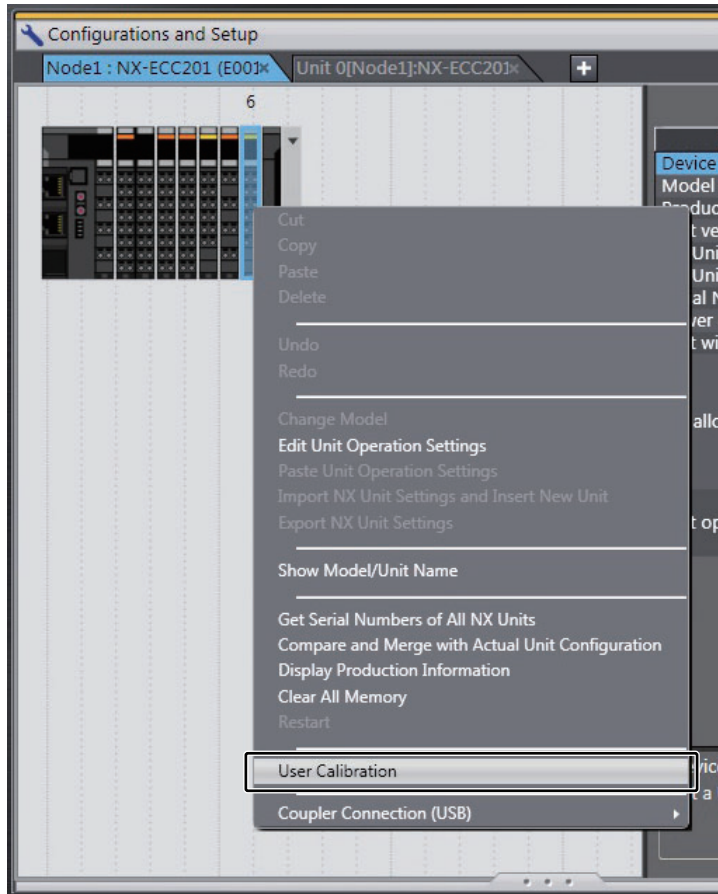 Configurations and Setup
Node1 : NX-ECC201 (E001
Unit 0[Node1]:NX-ECC201
6
Device
Model
Cut
Copy
Paste
Delete
Undo
Redo
Change Model
Edit Unit Operation Settings
Paste Unit Operation Settings
Import NX Unit Settings and Insert New Unit
Export NX Unit Settings
Show Model/Unit Name
Get Serial Numbers of All NX Units
Compare and Merge with Actual Unit Configuration
Display Production Information
Clear All Memory
Restart
User Calibration
Coupler Connection (USB)